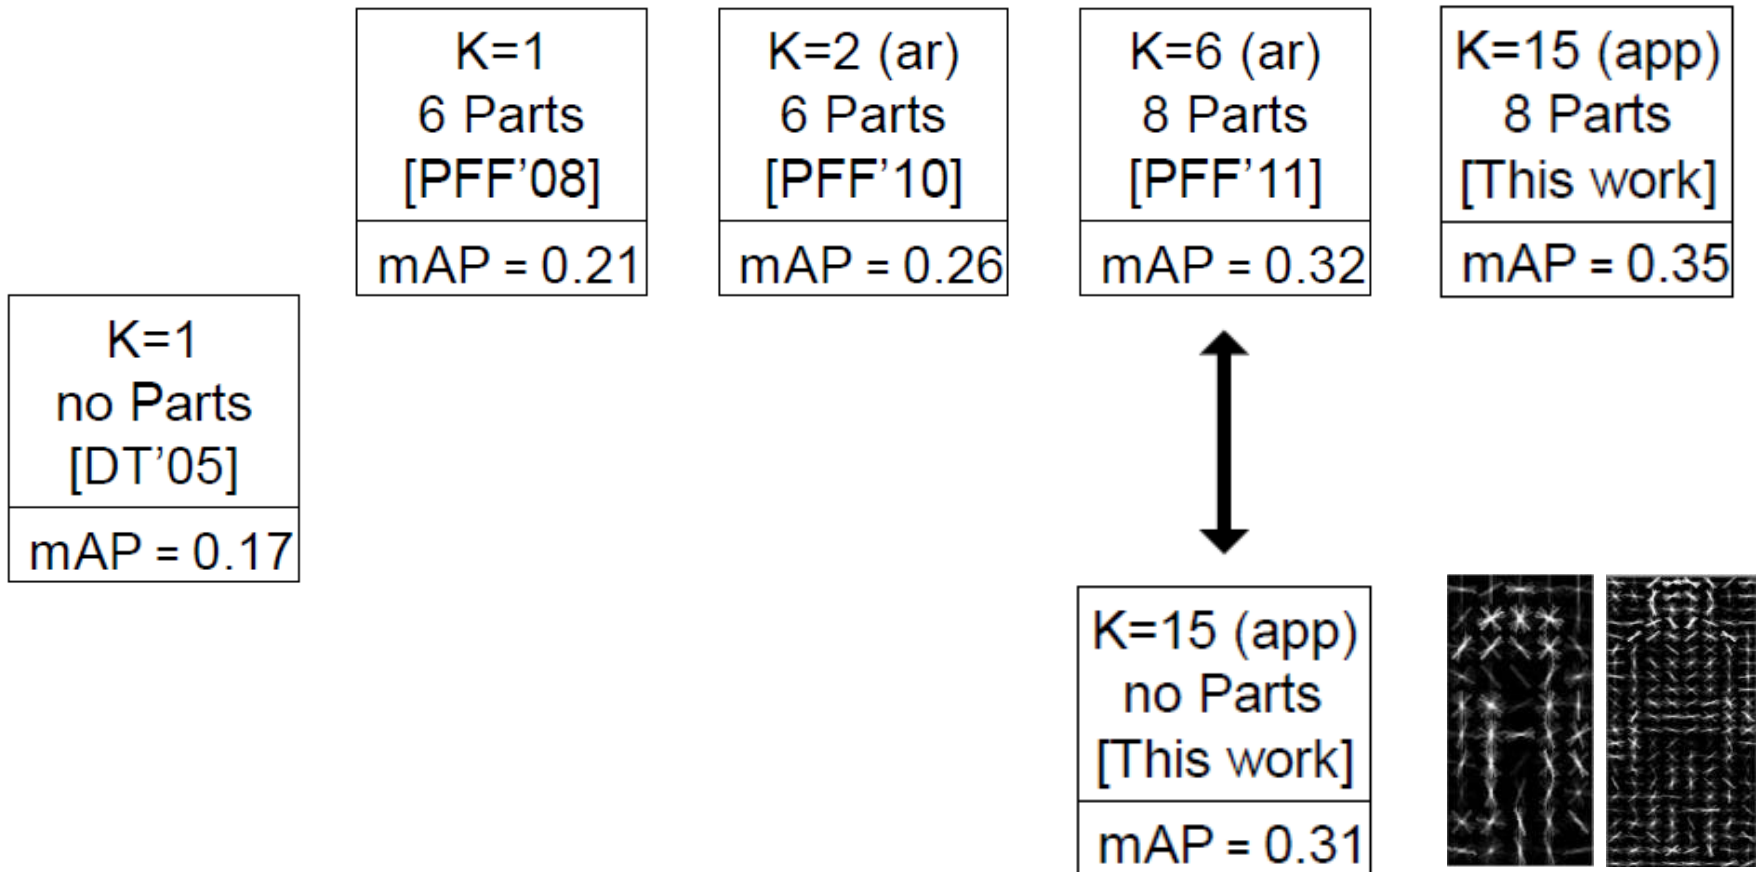 K=1
6 Parts
[PFF'08]
mAP = 0.21
K=2 (ar)
6 Parts
[PFF'10]
mAP = 0.26
K=6 (ar)
8 Parts
[PFF'11]
mAP = 0.32
K=15 (app)
8 Parts
[This work]
mAP = 0.35
K=1
no Parts
[DT'05]
mAP = 0.17
K=15 (app)
no Parts
[This work]
mAP = 0.31